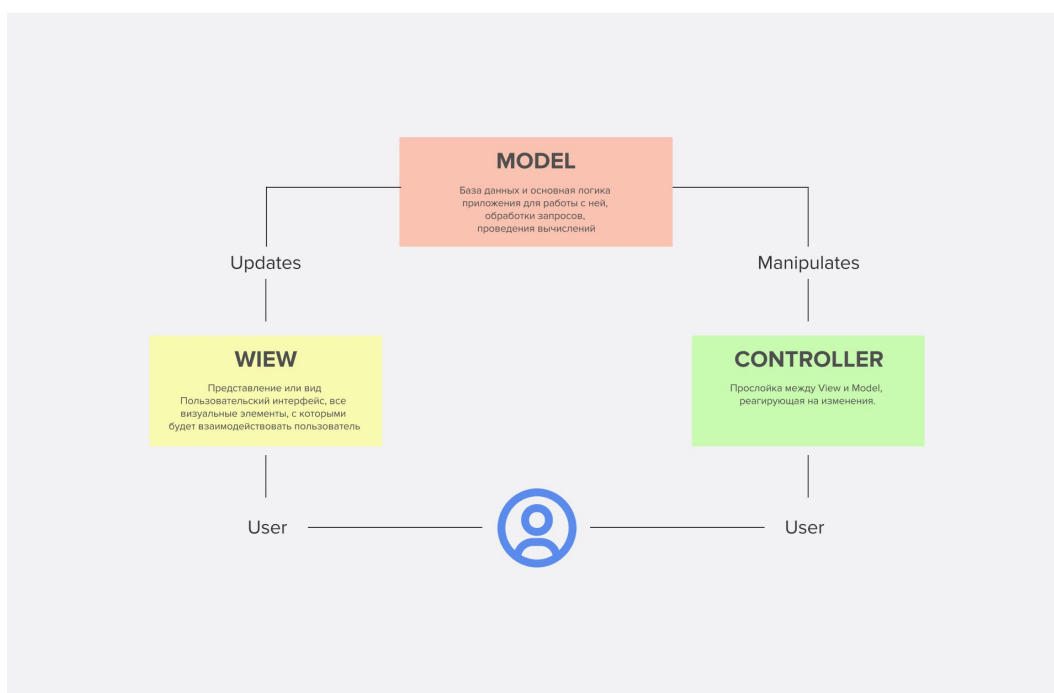 MODEL
База данных и основная логика
приложения для работы с ней,
обработки запросов,
проведения вычислений
Updates
Manipulates
WIEW
Представление или вид
Пользовательский интерфейс, все
визуальные элементы, с которыми
будет взаимодействовать пользователь
CONTROLLER
Прослойка между View и Model,
реагирующая на изменения.
User
User